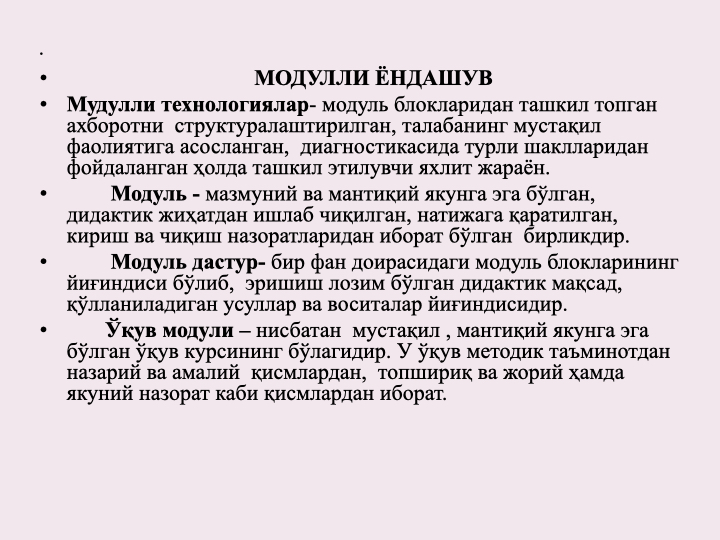 •
• МОДУЛЛИ ЁНДАШУВ
• Мудулли технологиялар- модуль блокларидан ташкил топган
ахборотни структуралаштирилган, талабанинг мустақил
фаолиятига асосланган, диагностикасида турли шаклларидан
фойдаланган ҳолда ташкил этилувчи яхлит жараён.
• Модуль - мазмуний ва мантиқий якунга эга бўлган,
дидактик жиҳатдан ишлаб чиқилган, натижага қаратилган,
кириш ва чиқиш назоратларидан иборат бўлган бирликдир.
• Модуль дастур- бир фан доирасидаги модуль блокларининг
йиғиндиси бўлиб, эришиш лозим бўлган дидактик мақсад,
қўлланиладиган усуллар ва воситалар йиғиндисидир.
• Ўқув модули – нисбатан мустақил , мантиқий якунга эга
бўлган ўқув курсининг бўлагидир. У ўқув методик таъминотдан
назарий ва амалий қисмлардан, топшириқ ва жорий ҳамда
якуний назорат каби қисмлардан иборат.